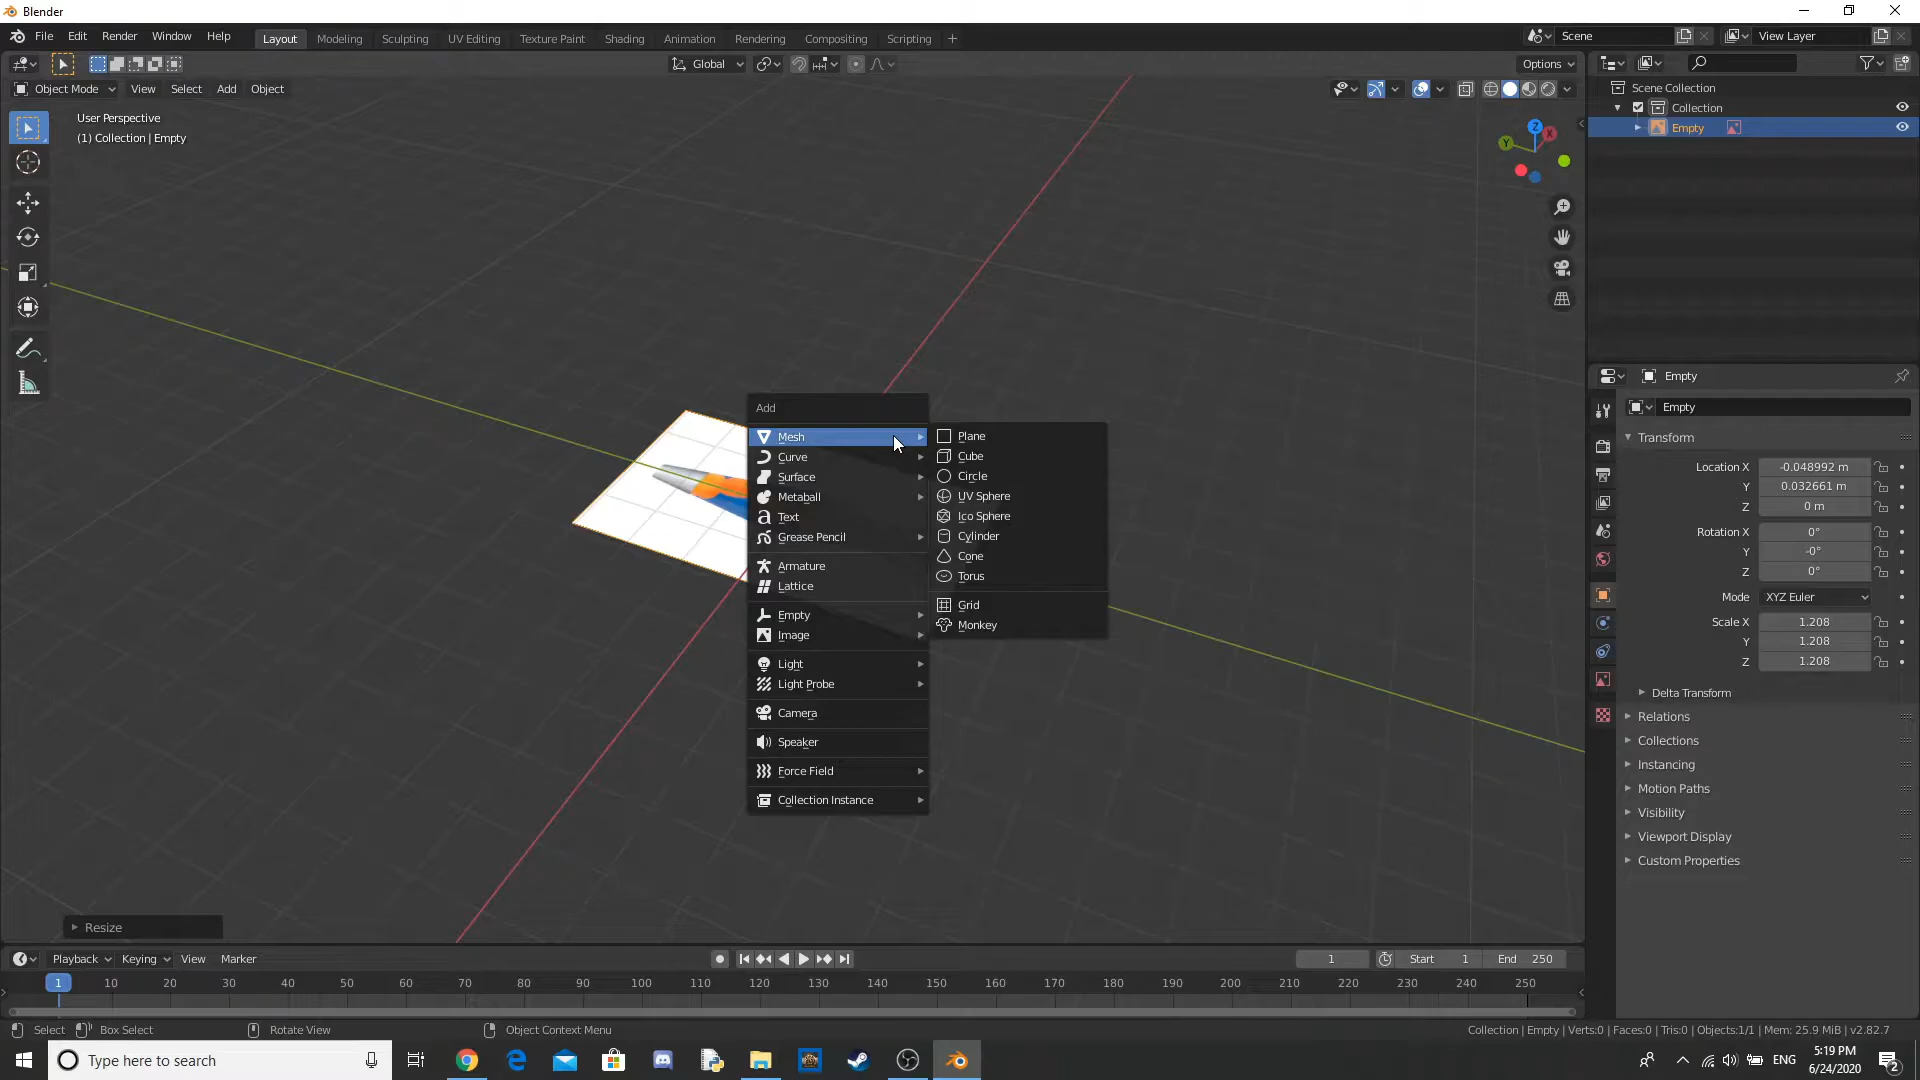 Blender
File Edit Render Window Help
Layout Modeling Sculpting UV Editing Texture Paint Shading Animation Rendering Compositing Scripting +
Scene
View Layer
Global
Options
Object Mode View Select Add Object
User Perspective
(1) Collection | Empty
Z
X
Y
Scene Collection
Collection
Empty
Add
Mesh
Curve
Surface
Metaball
Text
Grease Pencil
Armature
Lattice
Empty
Image
Light
Light Probe
Camera
Speaker
Force Field
Collection Instance
Plane
Cube
Circle
UV Sphere
Ico Sphere
Cylinder
Cone
Torus
Grid
Monkey
Empty
Empty
Transform
Location X -0.048992 m
Y 0.032661 m
Z 0 m
Rotation X 0°
Y -0°
Z 0°
Mode XYZ Euler
Scale X 1.208
Y 1.208
Z 1.208
Delta Transform
Relations
Collections
Instancing
Motion Paths
Visibility
Viewport Display
Custom Properties
Resize
Playback Keying View Marker
1 Start 1 End 250
1 10 20 30 40 50 60 70 80 90 100 110 120 130 140 150 160 170 180 190 200 210 220 230 240 250
Select Box Select Rotate View Object Context Menu
Collection | Empty | Verts:0 | Faces:0 | Tris:0 | Objects:1/1 | Mem: 25.9 MiB | v2.82.7
Type here to search
ENG
5:19 PM
6/24/2020
2